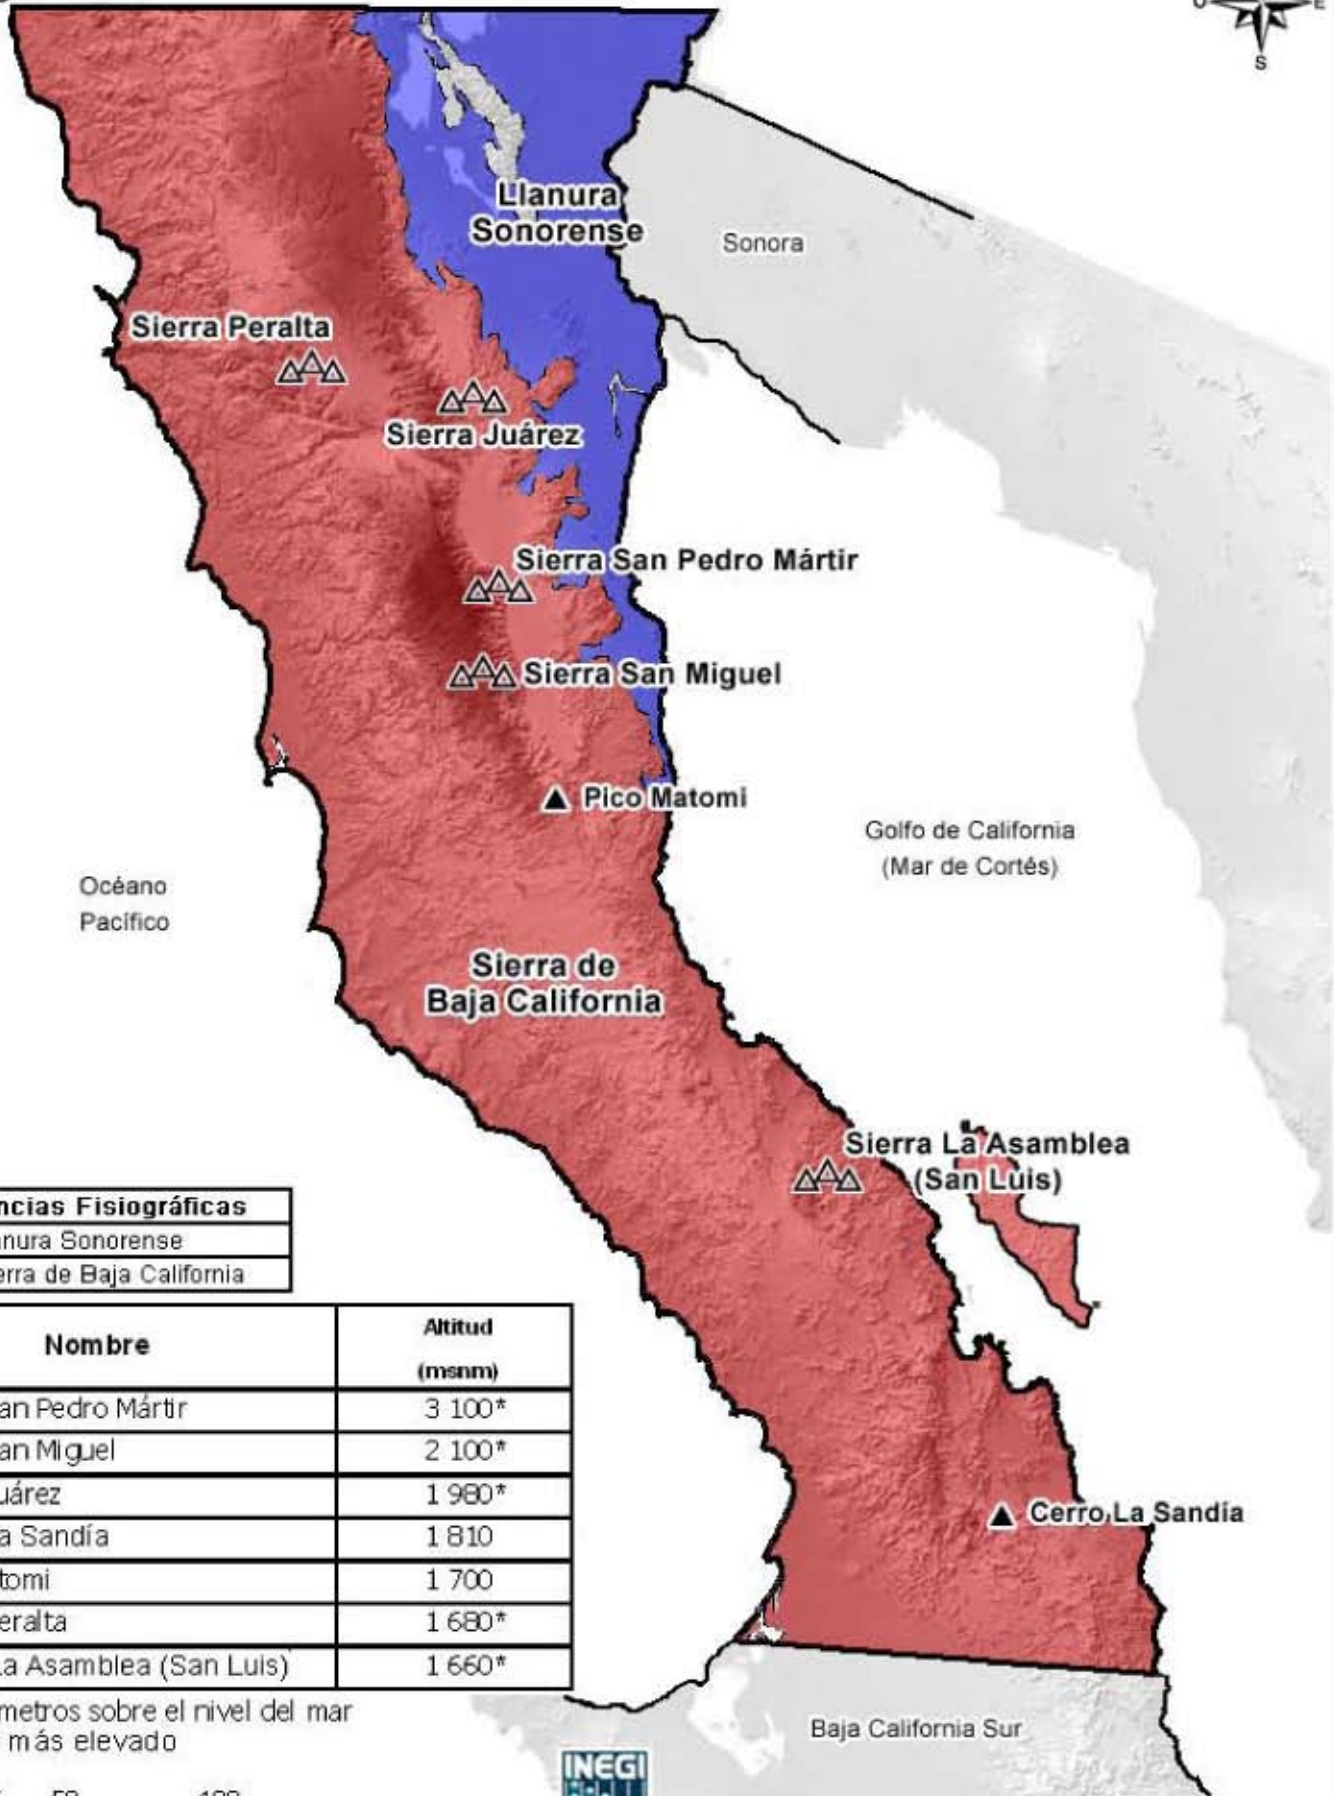 E
S
Llanura
Sonorense
Sonora
Sierra Peralta
Sierra Juárez
Sierra San Pedro Mártir
Sierra San Miguel
Pico Matomi
Golfo de California
(Mar de Cortés)
Océano
Pacífico
Sierra de
Baja California
Sierra La Asamblea
(San Luis)
ncias Fisiográficas
nura Sonorense
erra de Baja California
Nombre Altitud
(msnm)
an Pedro Mártir 3 100*
an Miguel 2 100*
uárez 1 980*
a Sandía 1 810
tomi 1 700
eralta 1 680*
La Asamblea (San Luis) 1 660*
metros sobre el nivel del mar
más elevado
Cerro La Sandía
Baja California Sur
INEGI